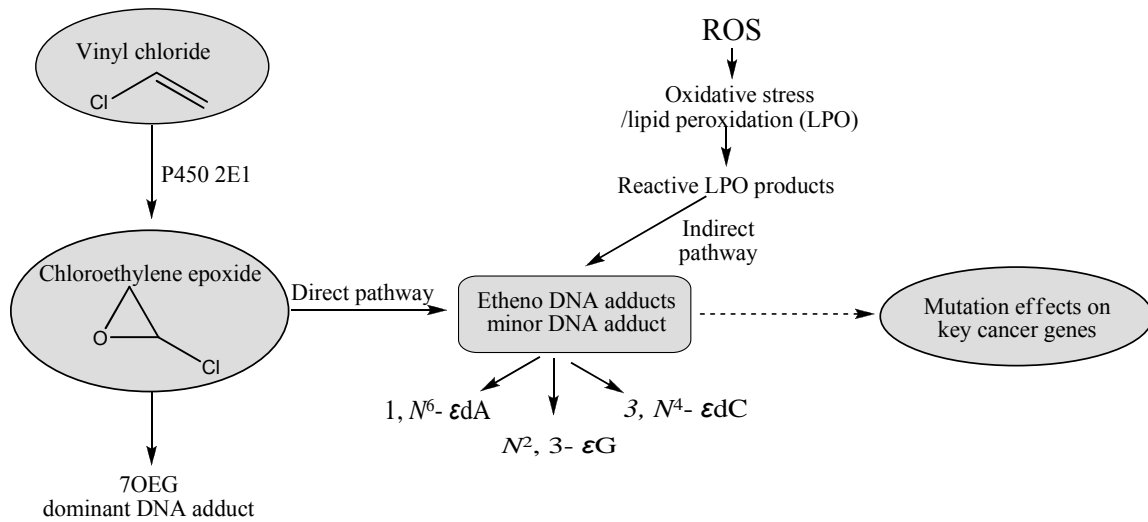 Vinyl chloride
Cl
P450 2E1
Chloroethylene epoxide
O
Cl
7OEG
dominant DNA adduct
Direct pathway
ROS
Oxidative stress
/lipid peroxidation (LPO)
Reactive LPO products
Indirect
pathway
Etheno DNA adducts
minor DNA adduct
1, N⁶- εdA
N², 3- εG
3, N⁴- εdC
Mutation effects on
key cancer genes